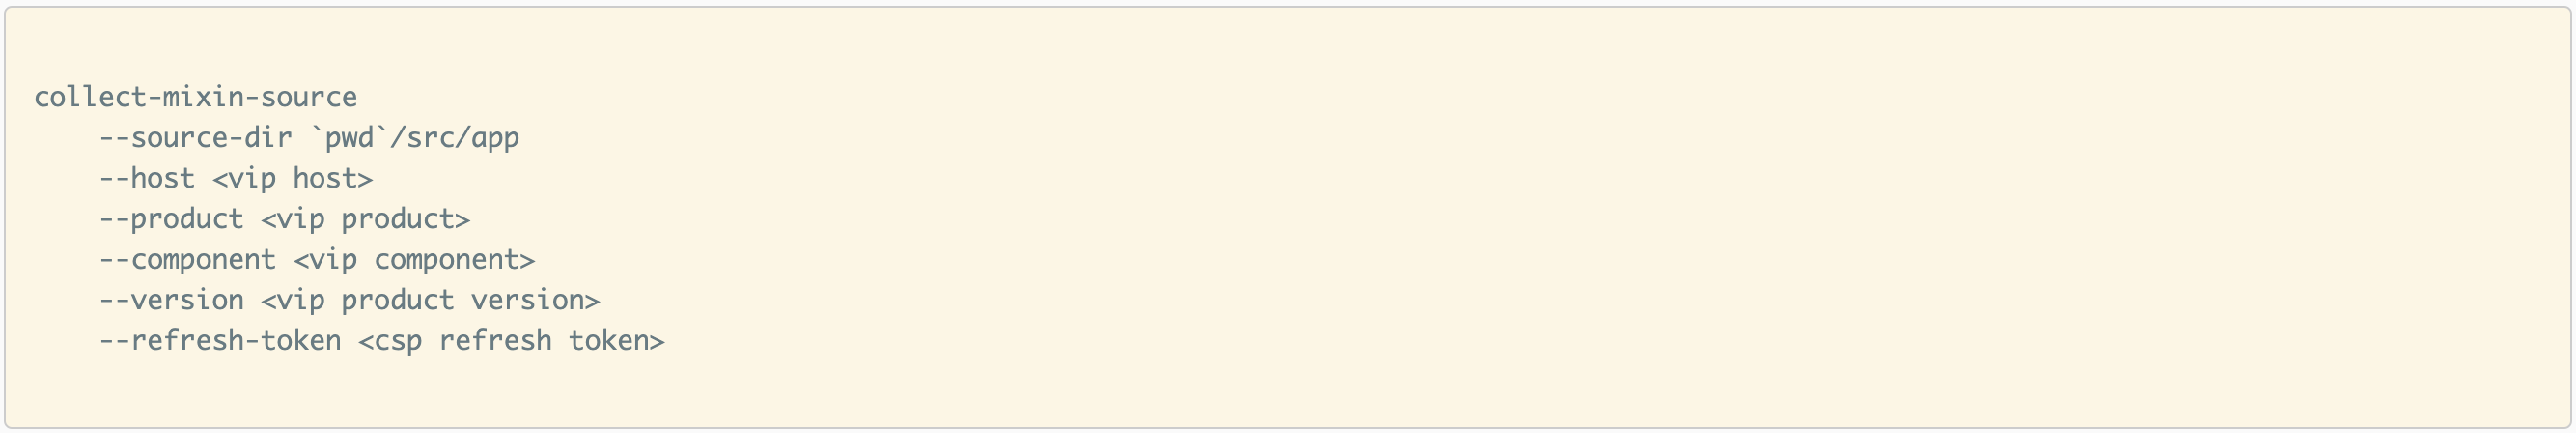 collect-mixin-source
    --source-dir `pwd`/src/app
    --host <vip host>
    --product <vip product>
    --component <vip component>
    --version <vip product version>
    --refresh-token <csp refresh token>